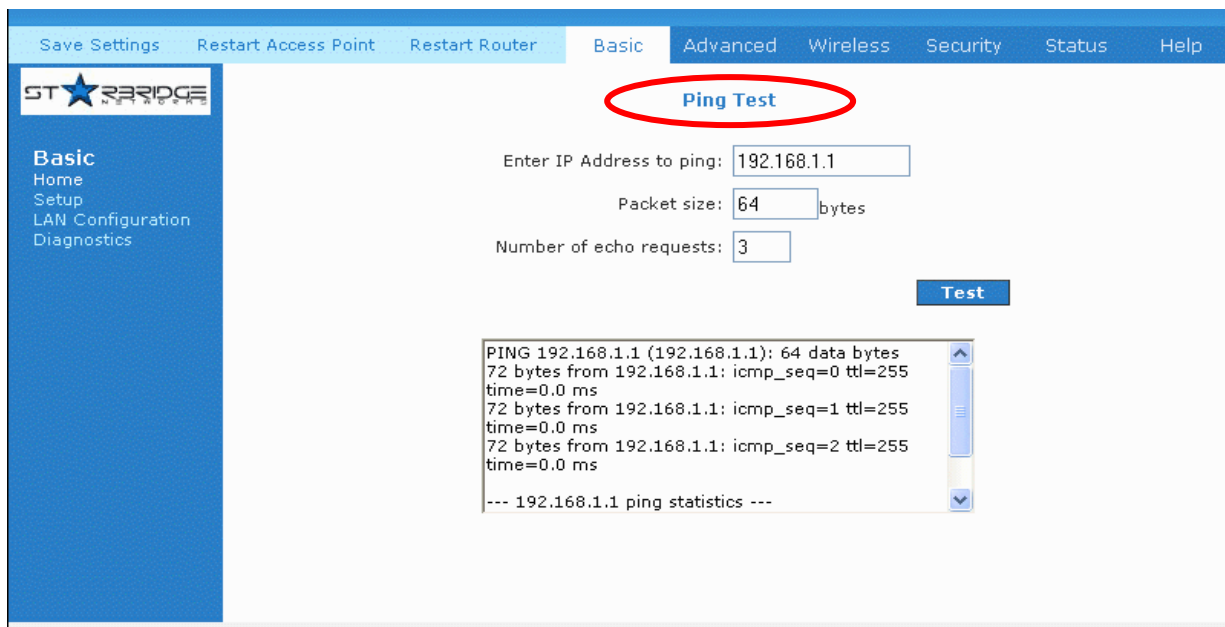 Save Settings Restart Access Point Restart Router Basic Advanced Wireless Security Status Help
STARBRIDGE
NETWORKS
Ping Test
Basic
Home
Setup
LAN Configuration
Diagnostics
Enter IP Address to ping: 192.168.1.1
Packet size: 64 bytes
Number of echo requests: 3
Test
PING 192.168.1.1 (192.168.1.1): 64 data bytes
72 bytes from 192.168.1.1: icmp_seq=0 ttl=255
time=0.0 ms
72 bytes from 192.168.1.1: icmp_seq=1 ttl=255
time=0.0 ms
72 bytes from 192.168.1.1: icmp_seq=2 ttl=255
time=0.0 ms
--- 192.168.1.1 ping statistics ---